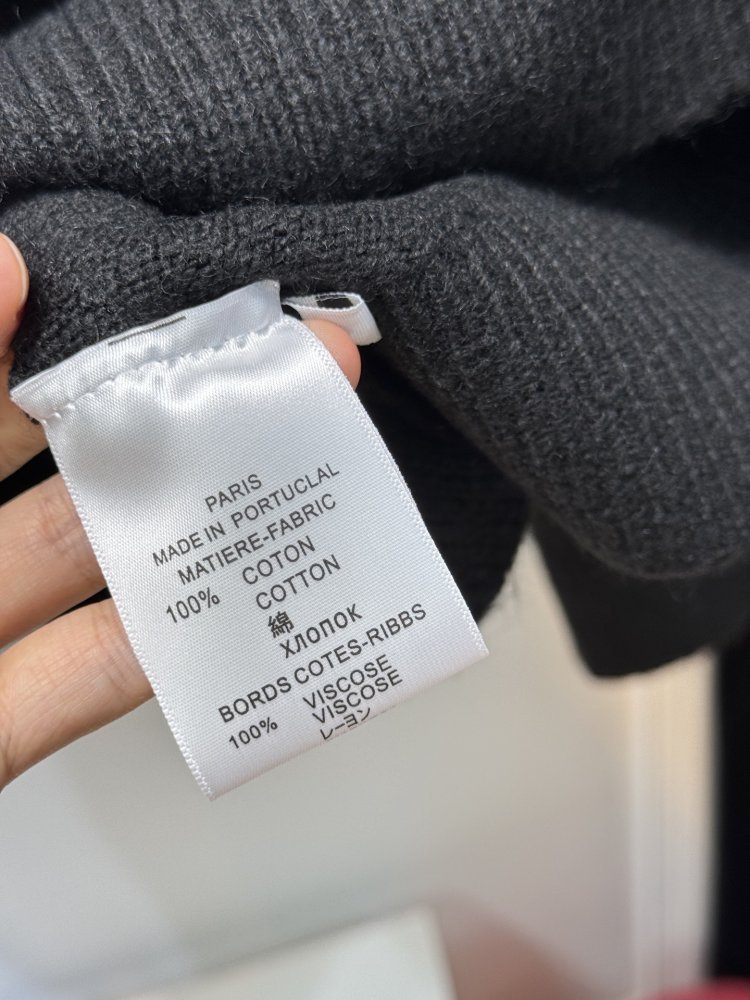 PARIS
MADE IN PORTUCLAL
MATIERE-FABRIC
100% COTON
COTTON
綿
ХЛОПОК
BORDS COTES-RIBBS
100% VISCOSE
VISCOSE
レーヨン